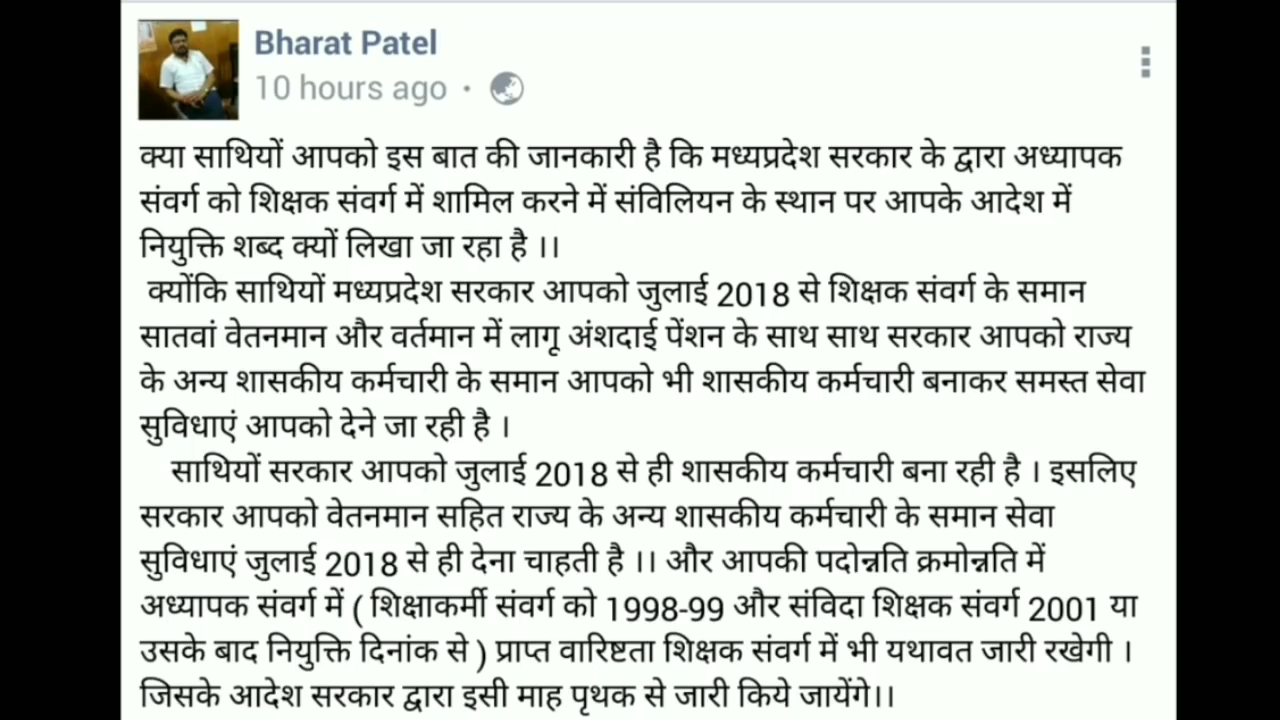 Bharat Patel
10 hours ago ·
क्या साथियों आपको इस बात की जानकारी है कि मध्यप्रदेश सरकार के द्वारा अध्यापक
संवर्ग को शिक्षक संवर्ग में शामिल करने में संविलियन के स्थान पर आपके आदेश में
नियुक्ति शब्द क्यों लिखा जा रहा है ।।
क्योंकि साथियों मध्यप्रदेश सरकार आपको जुलाई 2018 से शिक्षक संवर्ग के समान
सातवां वेतनमान और वर्तमान में लागू अंशदाई पेंशन के साथ साथ सरकार आपको राज्य
के अन्य शासकीय कर्मचारी के समान आपको भी शासकीय कर्मचारी बनाकर समस्त सेवा
सुविधाएं आपको देने जा रही है ।
साथियों सरकार आपको जुलाई 2018 से ही शासकीय कर्मचारी बना रही है । इसलिए
सरकार आपको वेतनमान सहित राज्य के अन्य शासकीय कर्मचारी के समान सेवा
सुविधाएं जुलाई 2018 से ही देना चाहती है ।। और आपकी पदोन्नति क्रमोन्नति में
अध्यापक संवर्ग में ( शिक्षाकर्मी संवर्ग को 1998-99 और संविदा शिक्षक संवर्ग 2001 या
उसके बाद नियुक्ति दिनांक से ) प्राप्त वारिष्टता शिक्षक संवर्ग में भी यथावत जारी रखेगी ।
जिसके आदेश सरकार द्वारा इसी माह पृथक से जारी किये जायेंगे।।